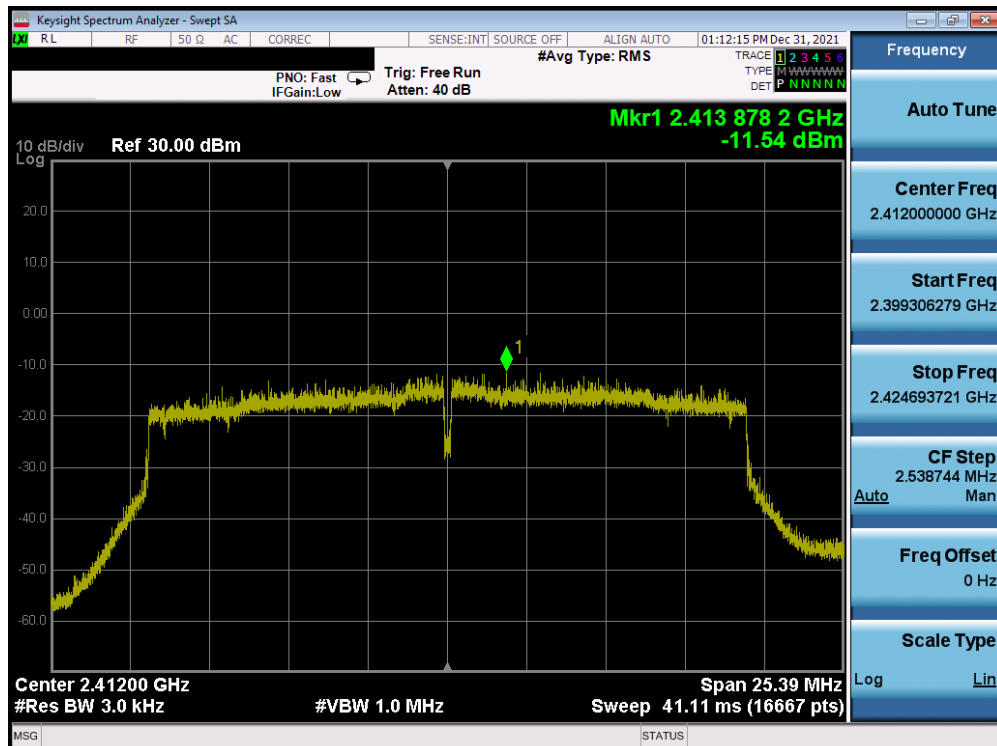 Keysight Spectrum Analyzer - Swept SA
LXI RL RF 50 Ω AC CORREC SENSE:INT SOURCE OFF ALIGN AUTO 01:12:15 PM Dec 31, 2021
#Avg Type: RMS TRACE 1 2 3 4 5 6
PNO: Fast Trig: Free Run TYPE M W W W W W
IFGain:Low Atten: 40 dB DET P N N N N N
Mkr1 2.413 878 2 GHz
-11.54 dBm
10 dB/div Ref 30.00 dBm
Log
20.0
10.0
0.00
1
-10.0
-20.0
-30.0
-40.0
-50.0
-60.0
Center 2.41200 GHz Span 25.39 MHz
#Res BW 3.0 kHz #VBW 1.0 MHz Sweep 41.11 ms (16667 pts)
MSG STATUS
Frequency
Auto Tune
Center Freq
2.412000000 GHz
Start Freq
2.399306279 GHz
Stop Freq
2.424693721 GHz
CF Step
2.538744 MHz
Auto Man
Freq Offset
0 Hz
Scale Type
Log Lin